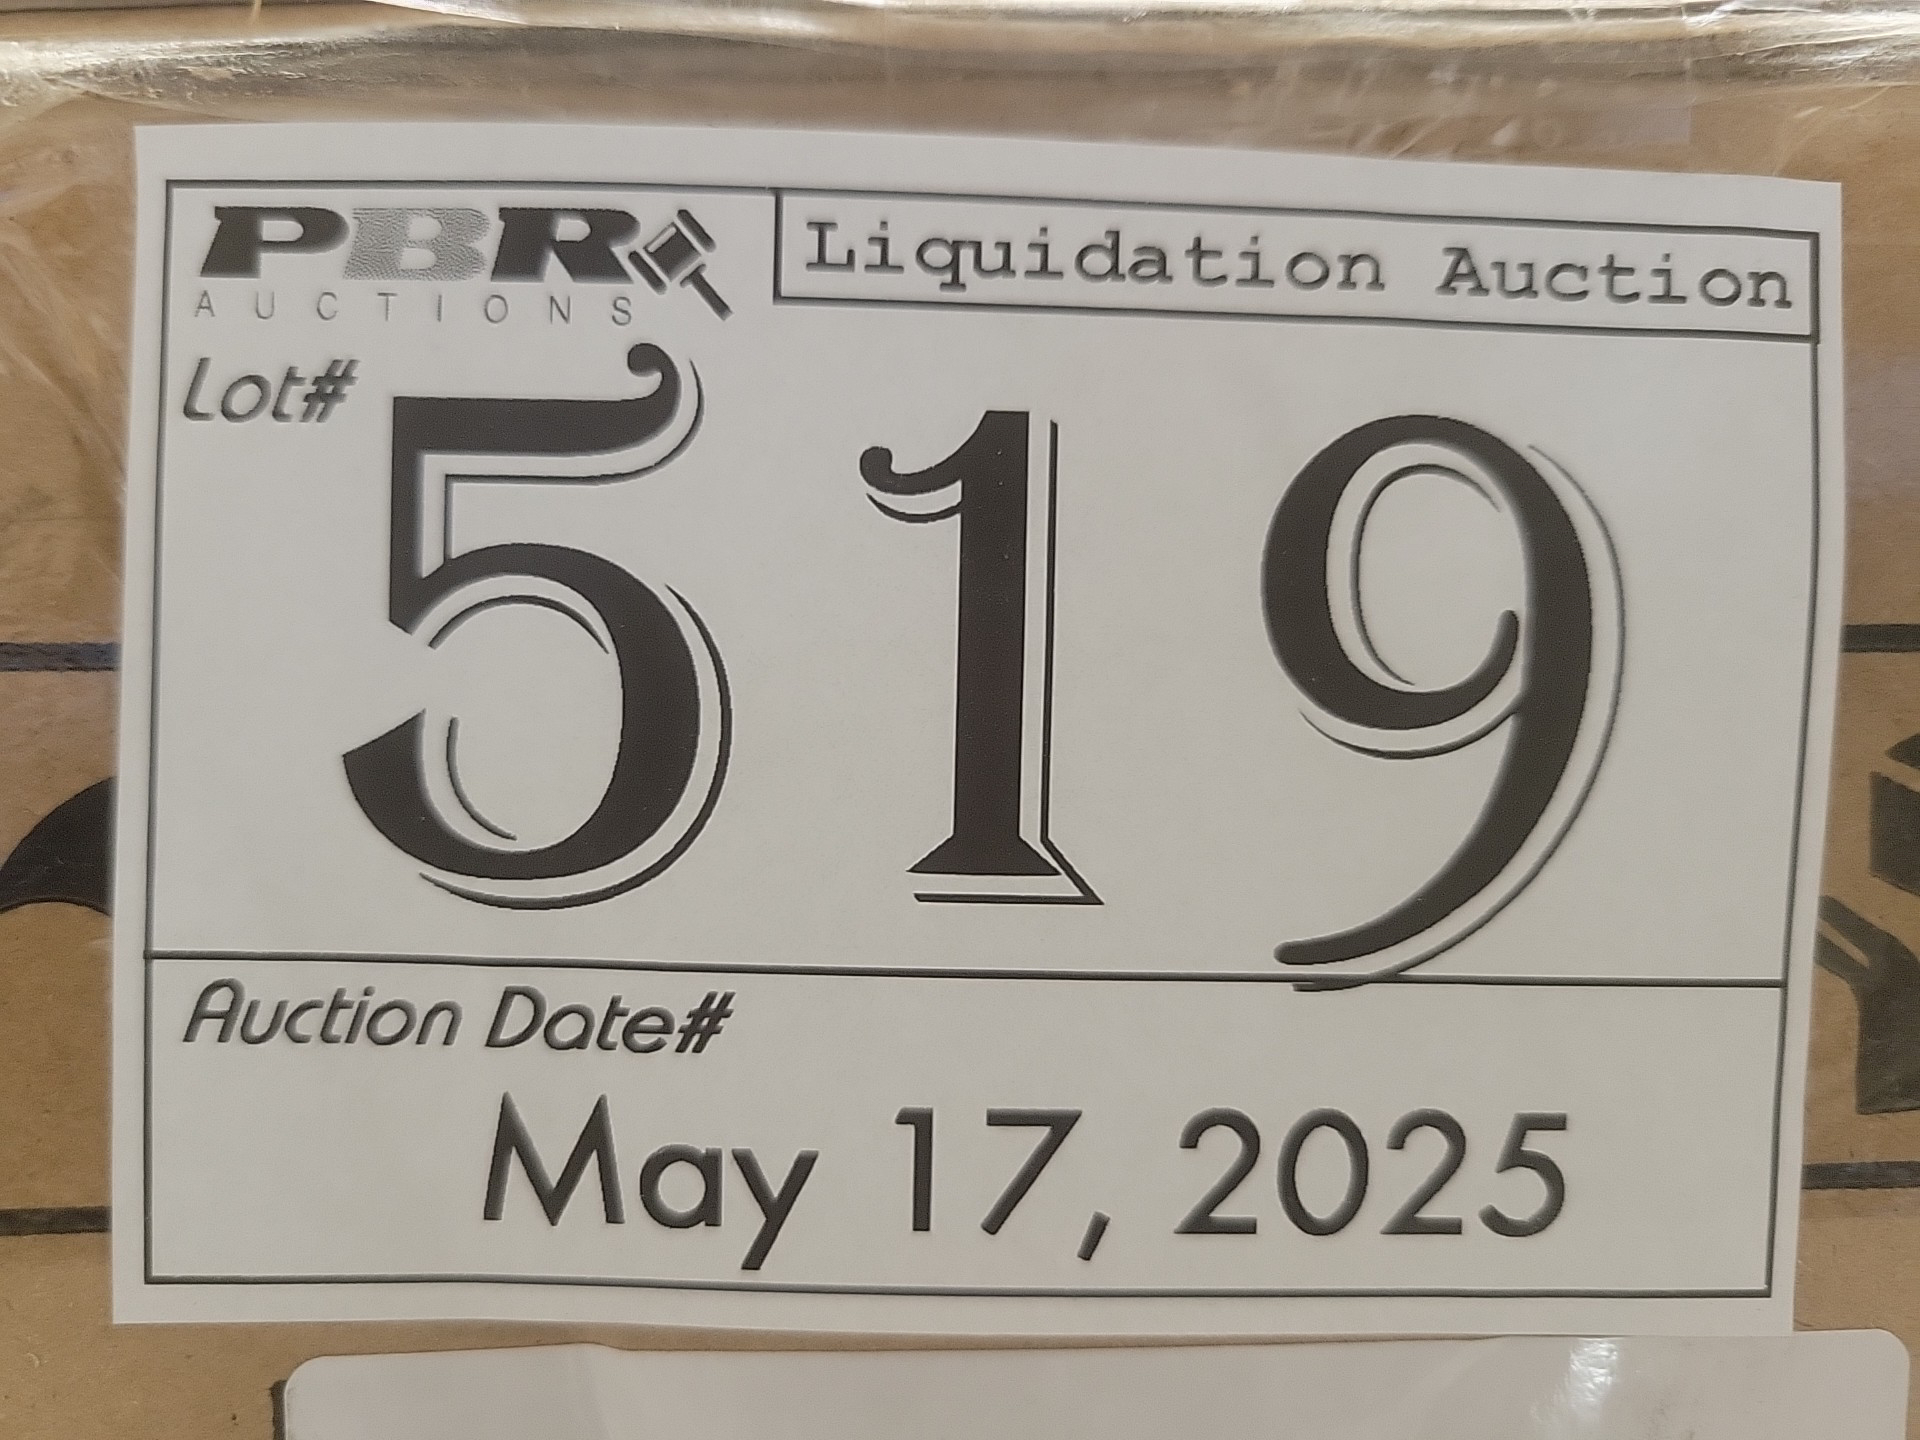 PBR
AUCTIONS
Liquidation Auction
Lot#
519
Auction Date#
May 17, 2025